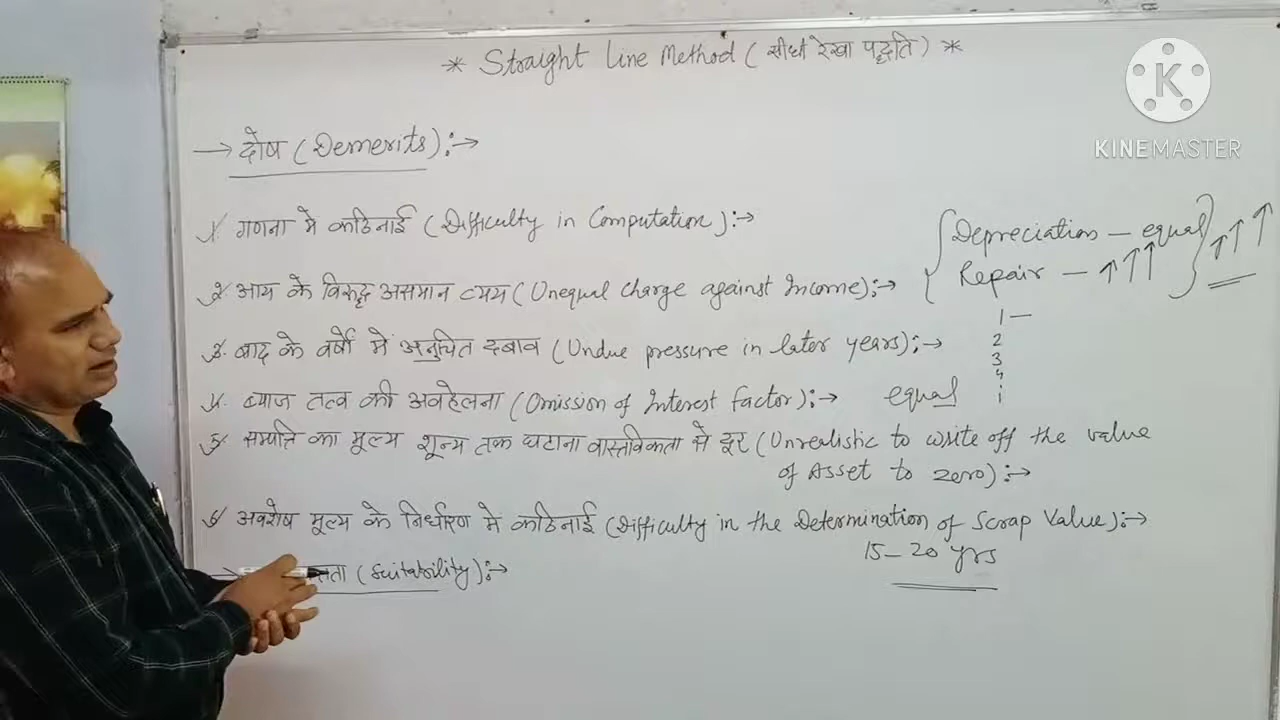 * Straight Line Method (सीधी रेखा पद्धति) *
K
KINEMASTER
→ दोष (Demerits):→
1. गणना मे कठिनाई (Difficulty in Computation):→
Depreciation – equal ↑↑↑
Repair – ↑↑↑
2. आय के विरुद्ध असमान व्यय (Unequal Charge against Income):→
1 —
2
3
4
3. बाद के वर्षों में अनुचित दबाव (Undue pressure in later years):→
4. ब्याज तत्व की अवहेलना (Omission of Interest Factor):→ equal
5. सम्पत्ति का मूल्य शून्य तक घटाना वास्तविकता से दूर (Unrealistic to write off the value
of Asset to zero):→
6. अवशेष मूल्य के निर्धारण मे कठिनाई (Difficulty in the Determination of Scrap Value):→
15–20 yrs
(Suitability):→